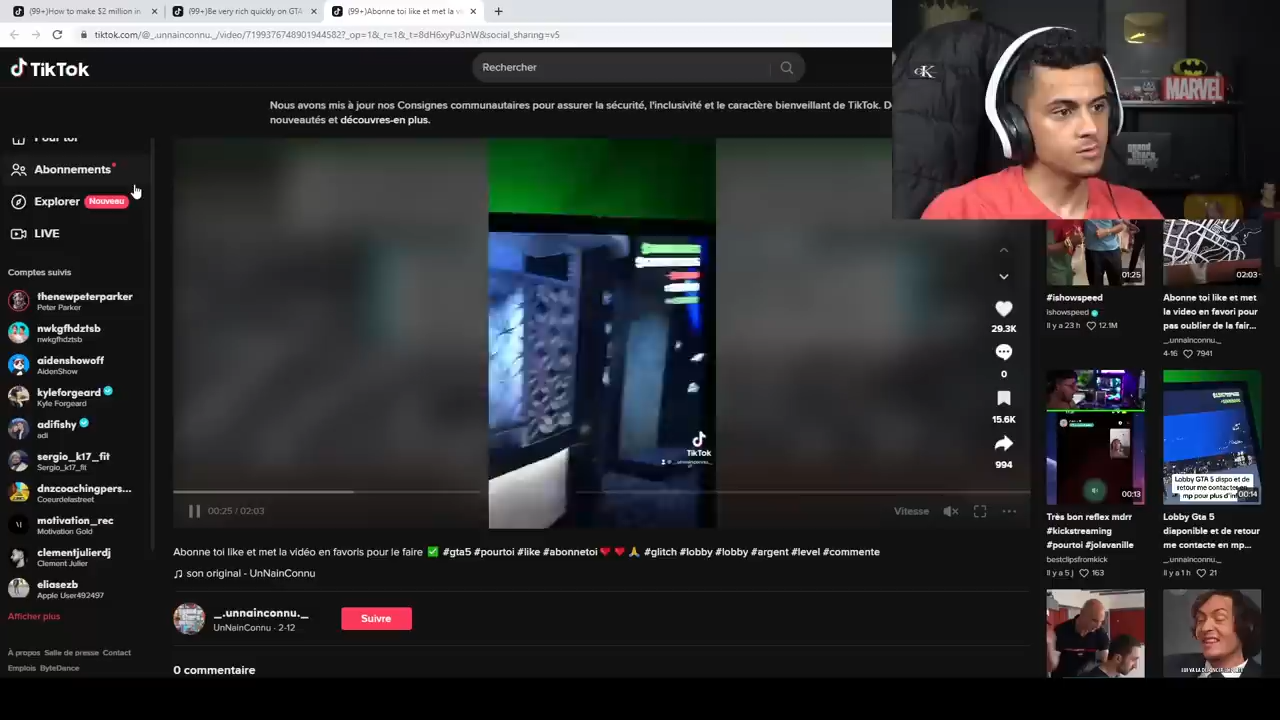 (99+)How to make $2 million in
(99+)Be very rich quickly on GTA
(99+)Abonne toi like et met la v
tiktok.com/@_.unnainconnu._/video/7199376748901944582?_op=1&_r=1&_t=8dH6xyPu3nW&social_sharing=v5
TikTok
Rechercher
Nous avons mis à jour nos Consignes communautaires pour assurer la sécurité, l'inclusivité et le caractère bienveillant de TikTok. D
nouveautés et découvres-en plus.
Pour toi
Abonnements
Explorer Nouveau
LIVE
Comptes suivis
thenewpeterparker
Peter Parker
nwkgfhdztsb
nwkgfhdztsb
aidenshowoff
AidenShow
kyleforgeard
Kyle Forgeard
adifishy
adi
sergio_k17_fit
Sergio_k17_fit
dnzcoachingpers...
Coeurdelastreet
motivation_rec
Motivation Gold
clementjulierdj
Clement Julier
eliasezb
Apple User492497
Afficher plus
À propos Salle de presse Contact
Emplois ByteDance
TikTok
29.3K
0
15.6K
994
00:25 / 02:03
Vitesse
Abonne toi like et met la vidéo en favoris pour le faire ✅ #gta5 #pourtoi #like #abonnetoi❤️ ❤️ 🙏 #glitch #lobby #lobby #argent #level #commente
♫ son original - UnNainConnu
_.unnainconnu._
UnNainConnu · 2-12
Suivre
0 commentaire
CK
MARVEL
01:25
#ishowspeed
ishowspeed
Il y a 23 h 12.1M
02:03
Abonne toi like et met
la video en favori pour
pas oublier de la fair...
_.unnainconnu._
4-16 7941
00:13
Très bon reflex mdrr
#kickstreaming
#pourtoi #jolavanille
bestclipsfromkick
Il y a 5 j 163
Lobby GTA 5 dispo et de
retour me contacter en
mp pour plus d'inf
00:14
Lobby Gta 5
disponible et de retour
me contacte en mp...
_.unnainconnu._
Il y a 1 h 21